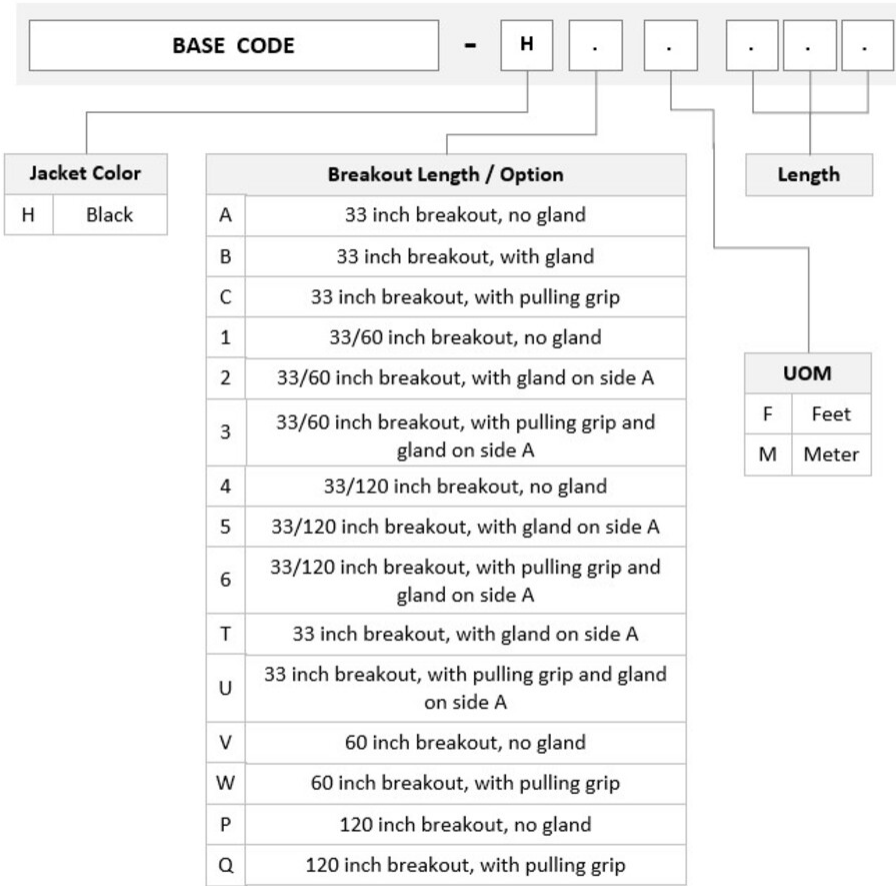 BASE CODE - H . . . . .
Jacket Color
H Black
Breakout Length / Option
A 33 inch breakout, no gland
B 33 inch breakout, with gland
C 33 inch breakout, with pulling grip
1 33/60 inch breakout, no gland
2 33/60 inch breakout, with gland on side A
3 33/60 inch breakout, with pulling grip and
gland on side A
4 33/120 inch breakout, no gland
5 33/120 inch breakout, with gland on side A
6 33/120 inch breakout, with pulling grip and
gland on side A
T 33 inch breakout, with gland on side A
U 33 inch breakout, with pulling grip and gland
on side A
V 60 inch breakout, no gland
W 60 inch breakout, with pulling grip
P 120 inch breakout, no gland
Q 120 inch breakout, with pulling grip
Length
UOM
F Feet
M Meter